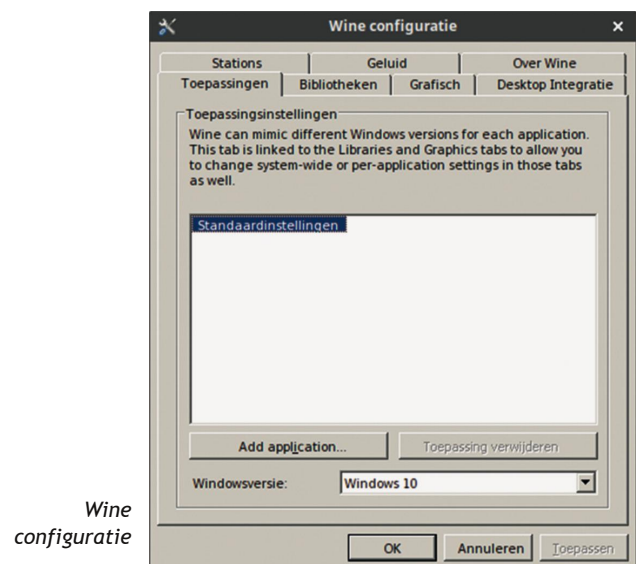 Wine configuratie
Stations Geluid Over Wine
Toepassingen Bibliotheken Grafisch Desktop Integratie
Toepassingsinstellingen
Wine can mimic different Windows versions for each application.
This tab is linked to the Libraries and Graphics tabs to allow you
to change system-wide or per-application settings in those tabs
as well.
Standaardinstellingen
Add application... Toepassing verwijderen
Windowsversie: Windows 10
OK Annuleren Toepassen
Wine
configuratie